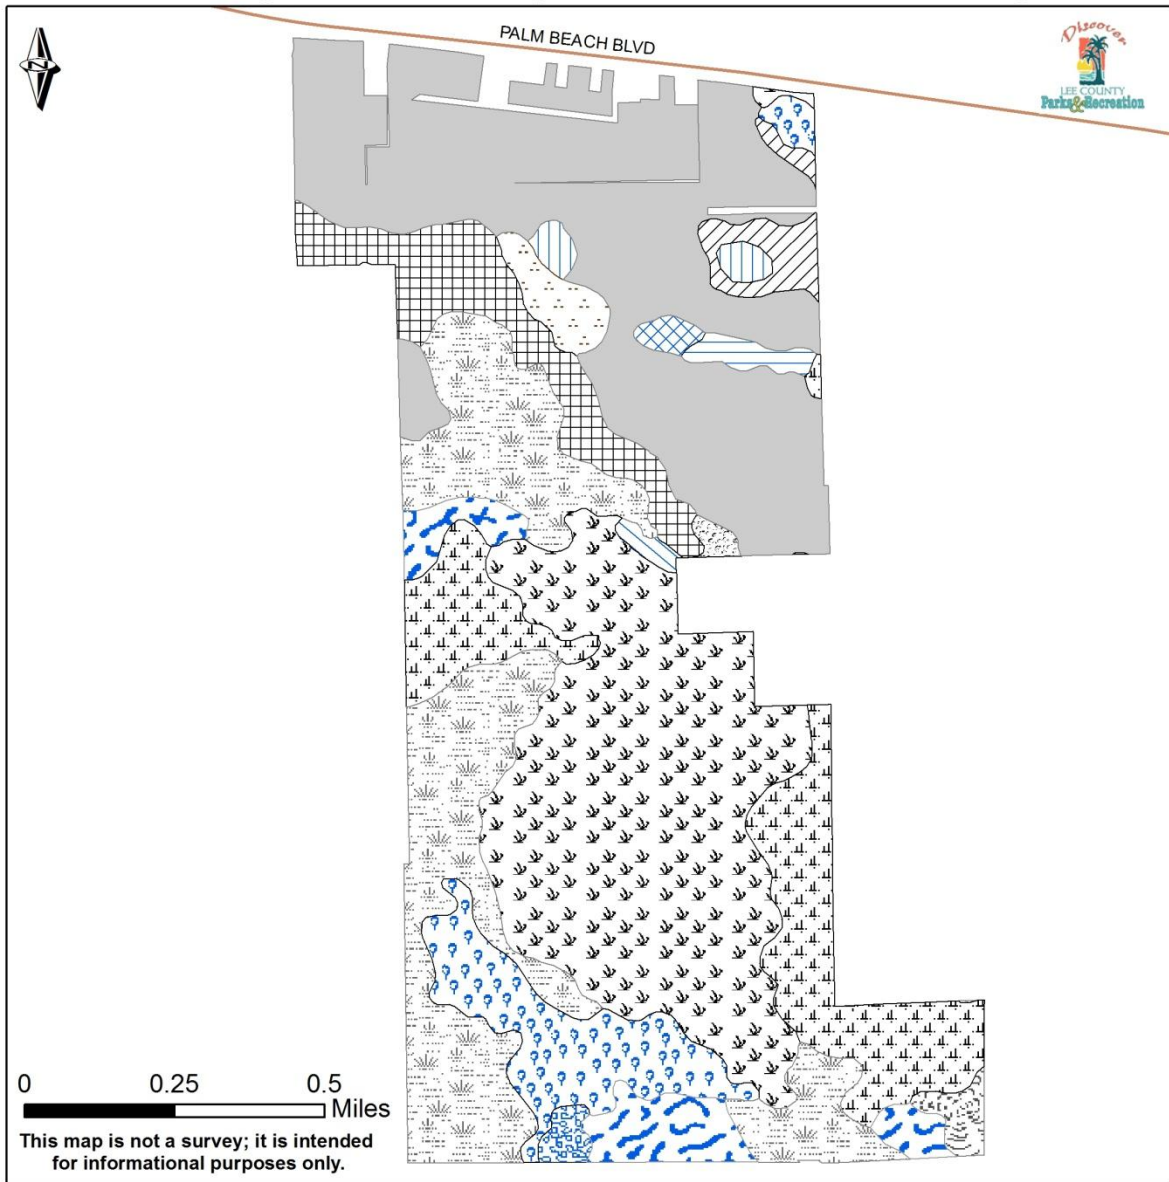 PALM BEACH BLVD
Discover
LEE COUNTY
Parks&Recreation
0 0.25 0.5
Miles
This map is not a survey; it is intended
for informational purposes only.